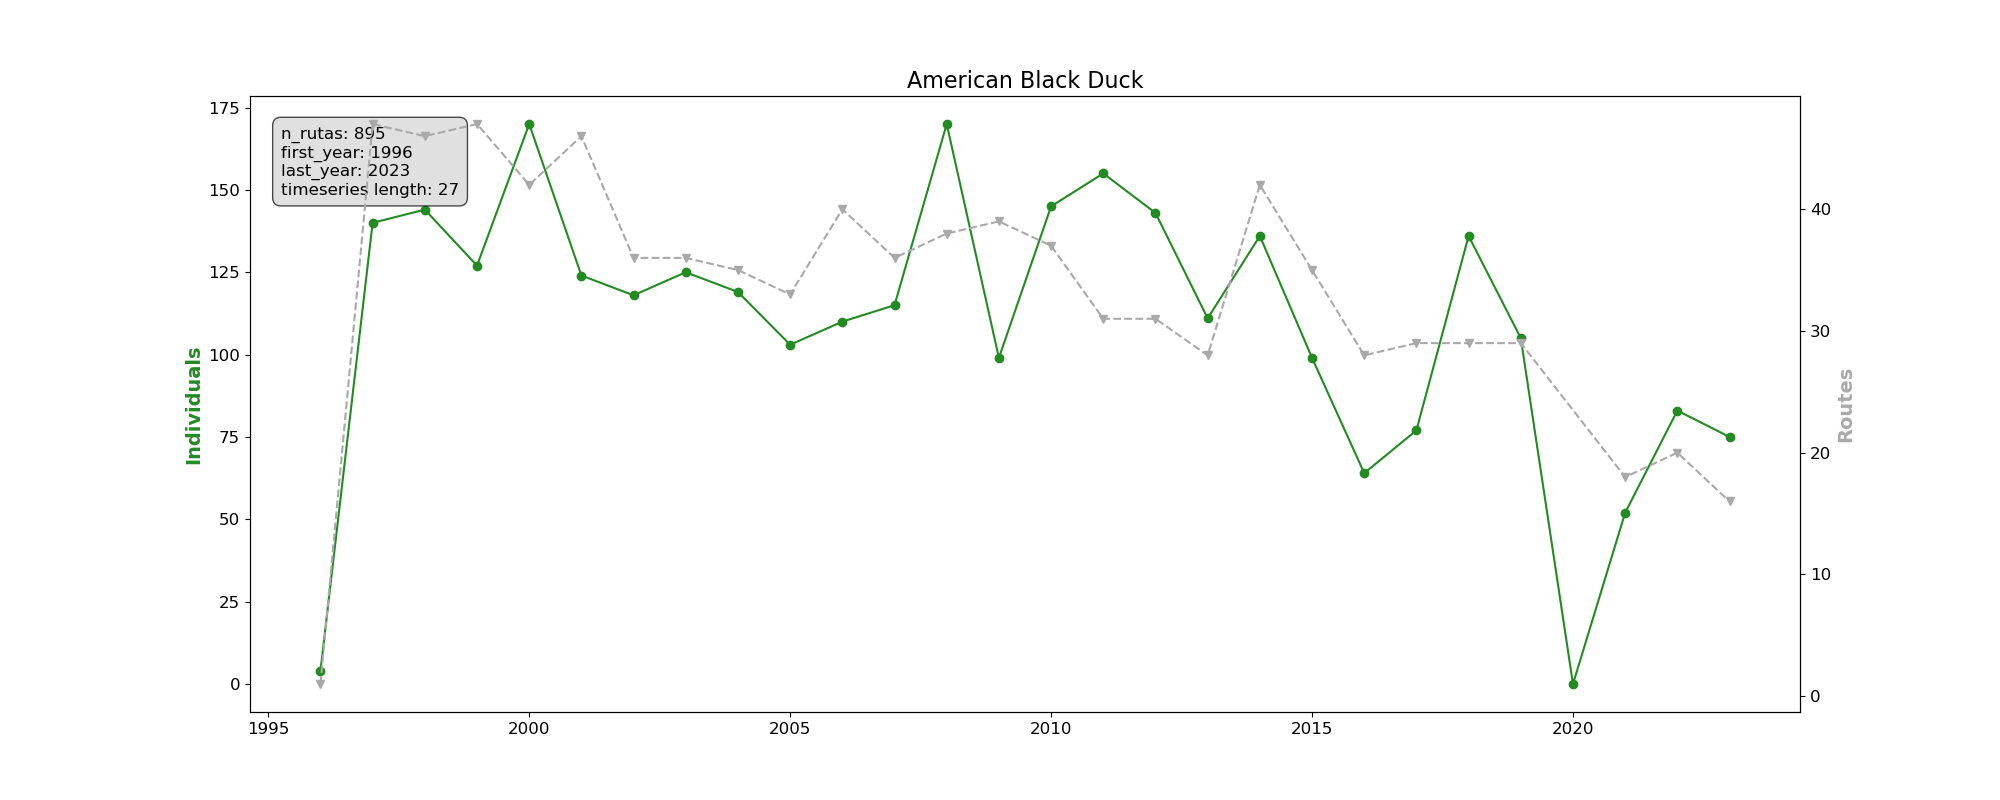 American Black Duck
n_rutas: 895
first_year: 1996
last_year: 2023
timeseries length: 27
175
150
125
100
75
50
25
0
Individuals
40
30
20
10
0
Routes
1995 2000 2005 2010 2015 2020